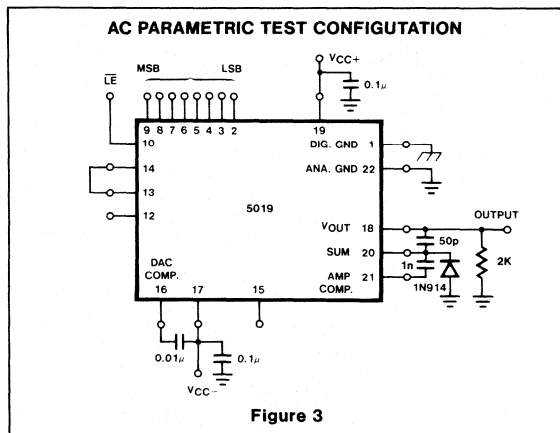 AC PARAMETRIC TEST CONFIGUTATION
VCC+
LE MSB LSB
0.1μ
9 8 7 6 5 4 3 2 19
10 DIG. GND 1
14 ANA. GND 22
13
12 5019 VOUT 18 OUTPUT
50p
SUM 20
DAC COMP. 1n 2K
AMP COMP. 21 1N914
16 17 15
0.01μ 0.1μ
VCC−
Figure 3